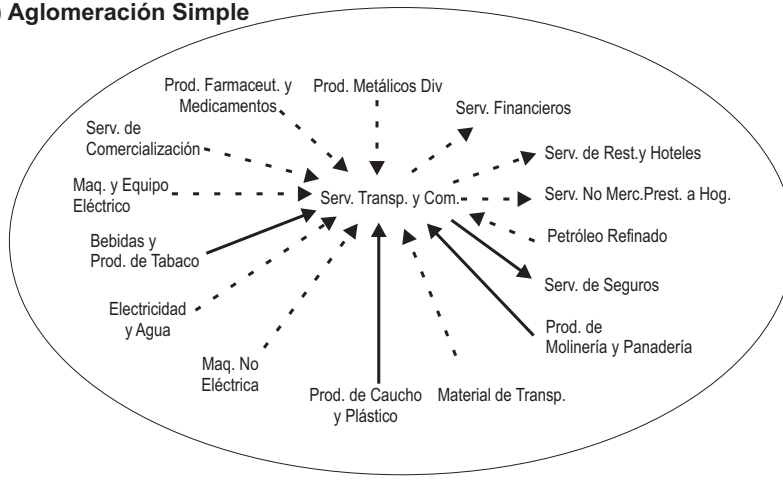 ) Aglomeración Simple
Prod. Farmaceut. y
Medicamentos
Prod. Metálicos Div
Serv. Financieros
Serv. de
Comercialización
Serv. de Rest.y Hoteles
Maq. y Equipo
Eléctrico
Serv. Transp. y Com.
Serv. No Merc.Prest. a Hog.
Bebidas y
Prod. de Tabaco
Petróleo Refinado
Serv. de Seguros
Electricidad
y Agua
Prod. de
Molinería y Panadería
Maq. No
Eléctrica
Prod. de Caucho
y Plástico
Material de Transp.